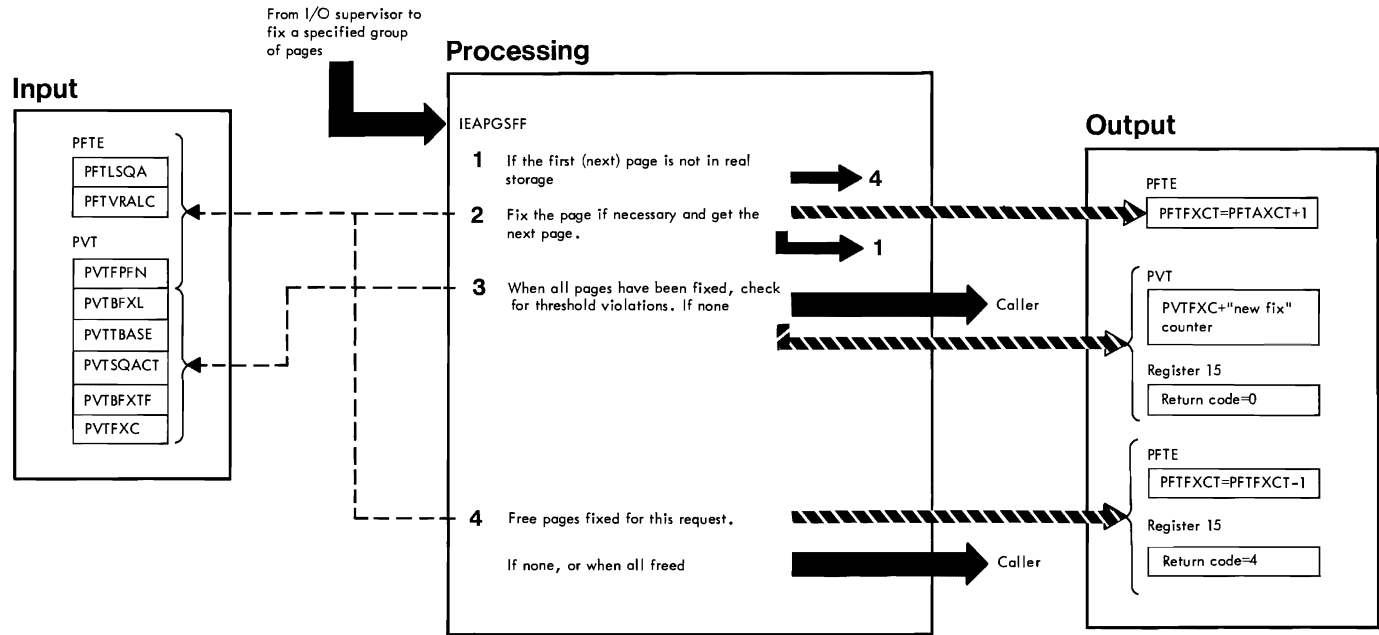 From I/O supervisor to
fix a specified group
of pages
Processing
Input
Output
PFTE
PFTLSQA
PFTVRALC
PVT
PVTFPFN
PVTBFXL
PVTTBASE
PVTSQACT
PVTBFXTF
PVTFXC
IEAPGSFF
1 If the first (next) page is not in real
storage
4
2 Fix the page if necessary and get the
next page.
1
3 When all pages have been fixed, check
for threshold violations. If none
Caller
4 Free pages fixed for this request.
If none, or when all freed
Caller
PFTE
PFTFXCT=PFTAXCT+1
PVT
PVTFXC+"new fix"
counter
Register 15
Return code=0
PFTE
PFTFXCT=PFTFXCT-1
Register 15
Return code=4